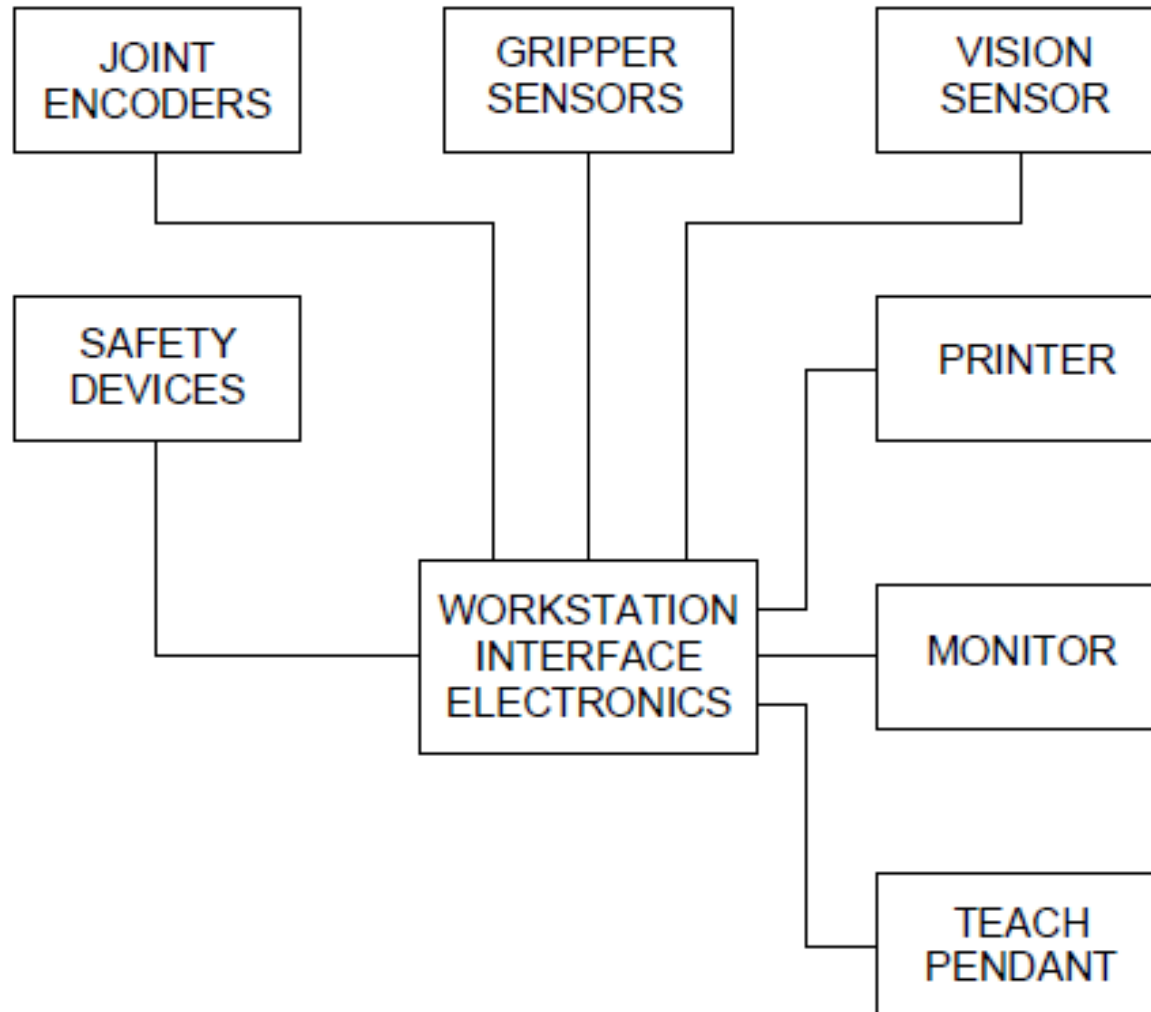 JOINT
ENCODERS
GRIPPER
SENSORS
VISION
SENSOR
SAFETY
DEVICES
PRINTER
WORKSTATION
INTERFACE
ELECTRONICS
MONITOR
TEACH
PENDANT